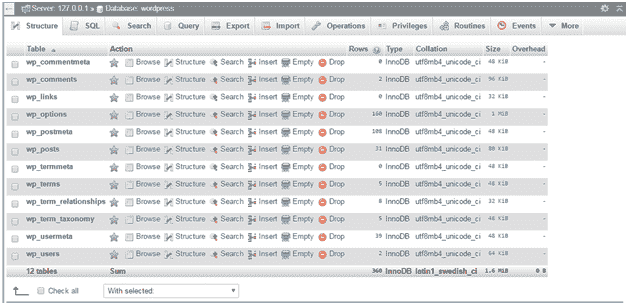 Server: 127.0.0.1 » Database: wordpress
Structure SQL Search Query Export Import Operations Privileges Routines Events More
Table Action Rows Type Collation Size Overhead
wp_commentmeta Browse Structure Search Insert Empty Drop 0 InnoDB utf8mb4_unicode_ci 48 KiB -
wp_comments Browse Structure Search Insert Empty Drop 2 InnoDB utf8mb4_unicode_ci 96 KiB -
wp_links Browse Structure Search Insert Empty Drop 0 InnoDB utf8mb4_unicode_ci 32 KiB -
wp_options Browse Structure Search Insert Empty Drop 160 InnoDB utf8mb4_unicode_ci 1 MiB -
wp_postmeta Browse Structure Search Insert Empty Drop 108 InnoDB utf8mb4_unicode_ci 48 KiB -
wp_posts Browse Structure Search Insert Empty Drop 31 InnoDB utf8mb4_unicode_ci 80 KiB -
wp_termmeta Browse Structure Search Insert Empty Drop 0 InnoDB utf8mb4_unicode_ci 48 KiB -
wp_terms Browse Structure Search Insert Empty Drop 5 InnoDB utf8mb4_unicode_ci 48 KiB -
wp_term_relationships Browse Structure Search Insert Empty Drop 8 InnoDB utf8mb4_unicode_ci 32 KiB -
wp_term_taxonomy Browse Structure Search Insert Empty Drop 5 InnoDB utf8mb4_unicode_ci 48 KiB -
wp_usermeta Browse Structure Search Insert Empty Drop 39 InnoDB utf8mb4_unicode_ci 48 KiB -
wp_users Browse Structure Search Insert Empty Drop 2 InnoDB utf8mb4_unicode_ci 64 KiB -
12 tables Sum 360 InnoDB latin1_swedish_ci 1.6 MiB 0 B
Check all With selected: